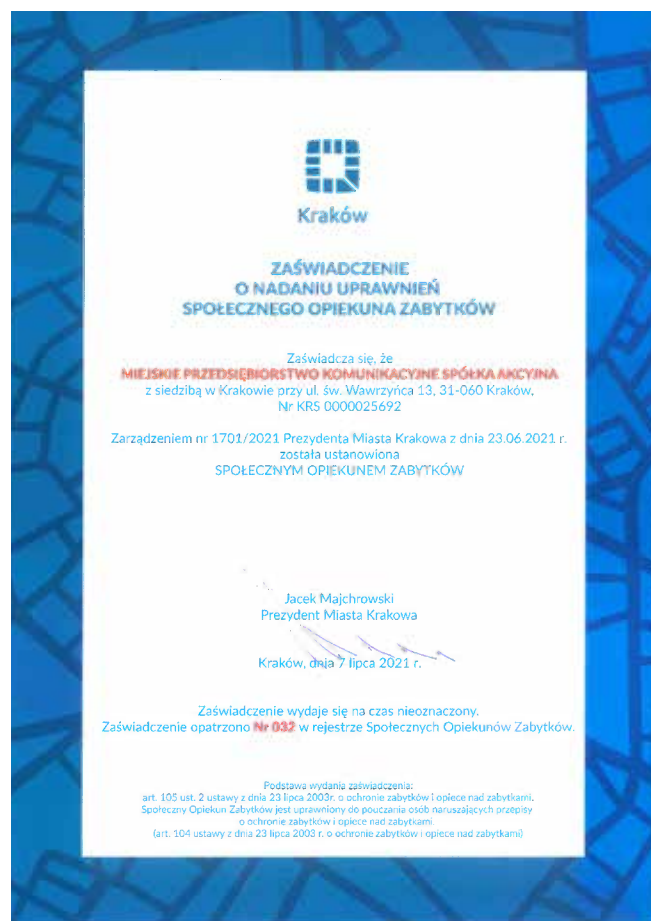 Kraków
ZAŚWIADCZENIE
O NADANIU UPRAWNIEŃ
SPOŁECZNEGO OPIEKUNA ZABYTKÓW
Zaświadcza się, że
MIEJSKIE PRZEDSIĘBIORSTWO KOMUNIKACYJNE SPÓŁKA AKCYJNA
z siedzibą w Krakowie przy ul. św. Wawrzyńca 13, 31-060 Kraków,
Nr KRS 0000025692
Zarządzeniem nr 1701/2021 Prezydenta Miasta Krakowa z dnia 23.06.2021 r.
została ustanowiona
SPOŁECZNYM OPIEKUNEM ZABYTKÓW
Jacek Majchrowski
Prezydent Miasta Krakowa
Kraków, dnia 7 lipca 2021 r.
Zaświadczenie wydaje się na czas nieoznaczony.
Zaświadczenie opatrzono Nr 032 w rejestrze Społecznych Opiekunów Zabytków.
Podstawa wydania zaświadczenia:
art. 105 ust. 2 ustawy z dnia 23 lipca 2003r. o ochronie zabytków i opiece nad zabytkami.
Społeczny Opiekun Zabytków jest uprawniony do pouczania osób naruszających przepisy
o ochronie zabytków i opiece nad zabytkami.
(art. 104 ustawy z dnia 23 lipca 2003 r. o ochronie zabytków i opiece nad zabytkami)